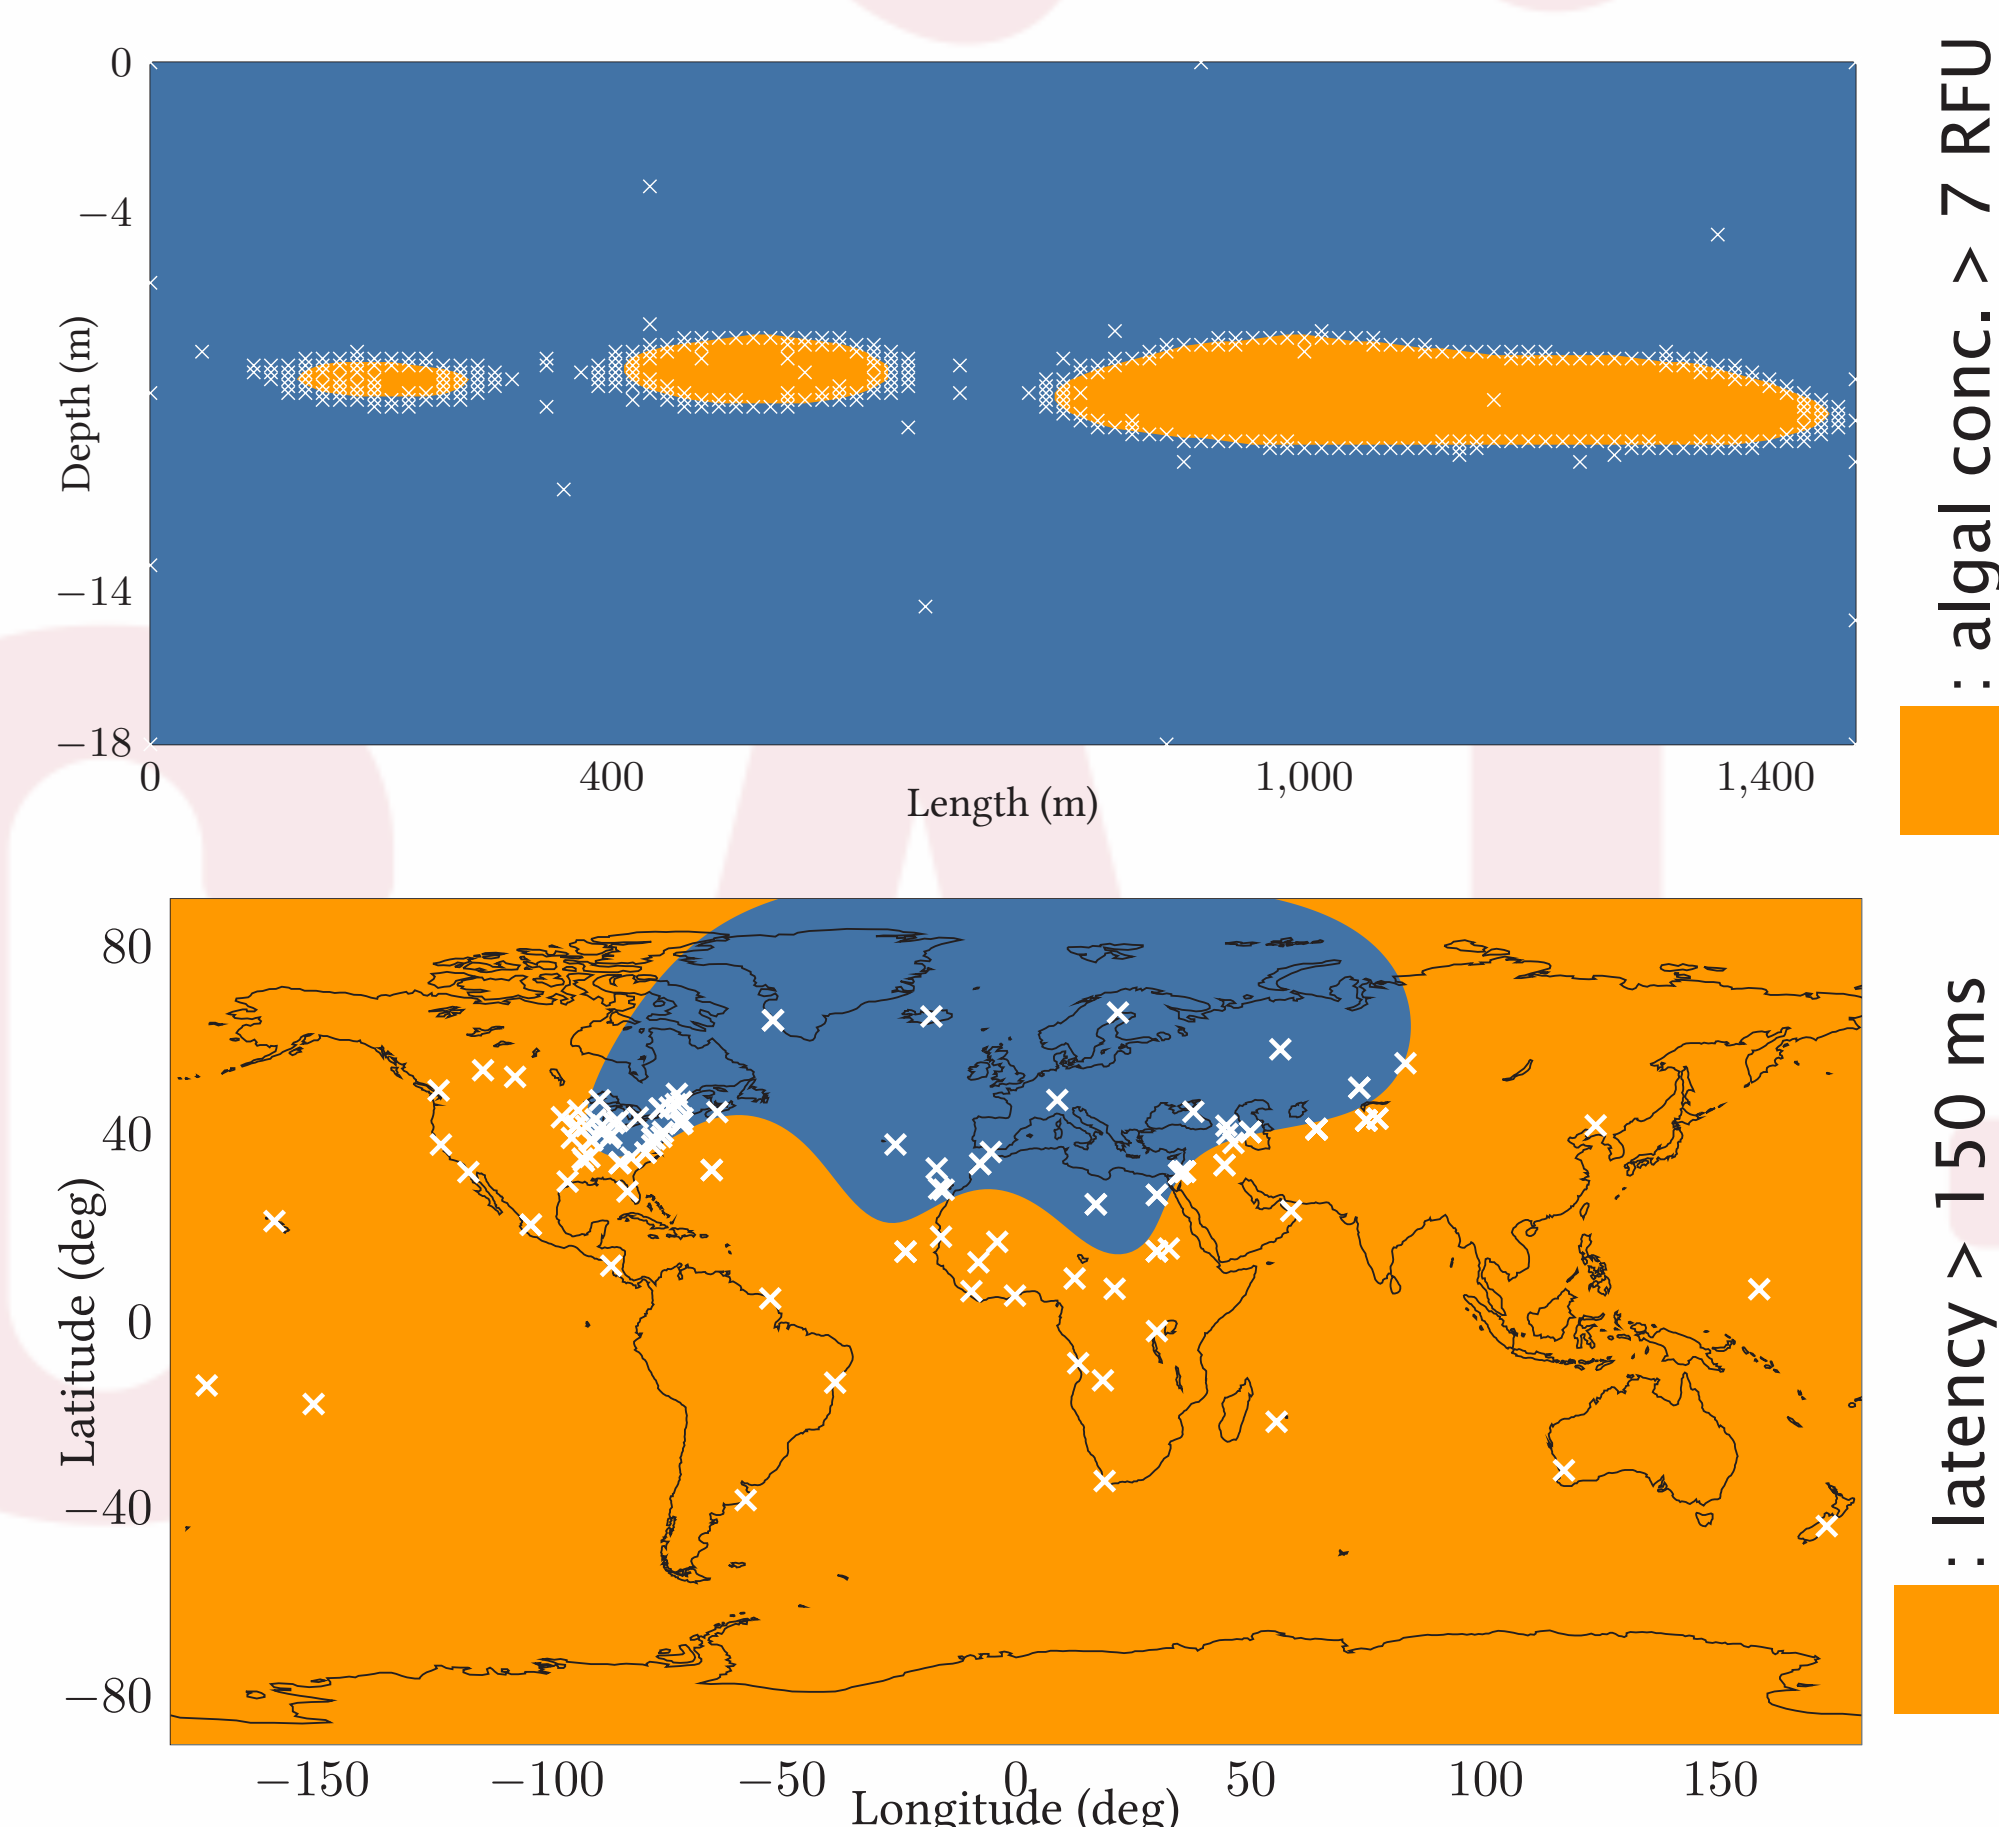 0
−4
−14
−18
Depth (m)
0 400 1,000 1,400
Length (m)
: algal conc. > 7 RFU
80
40
0
−40
−80
Latitude (deg)
−150 −100 −50 0 50 100 150
Longitude (deg)
: latency > 150 ms